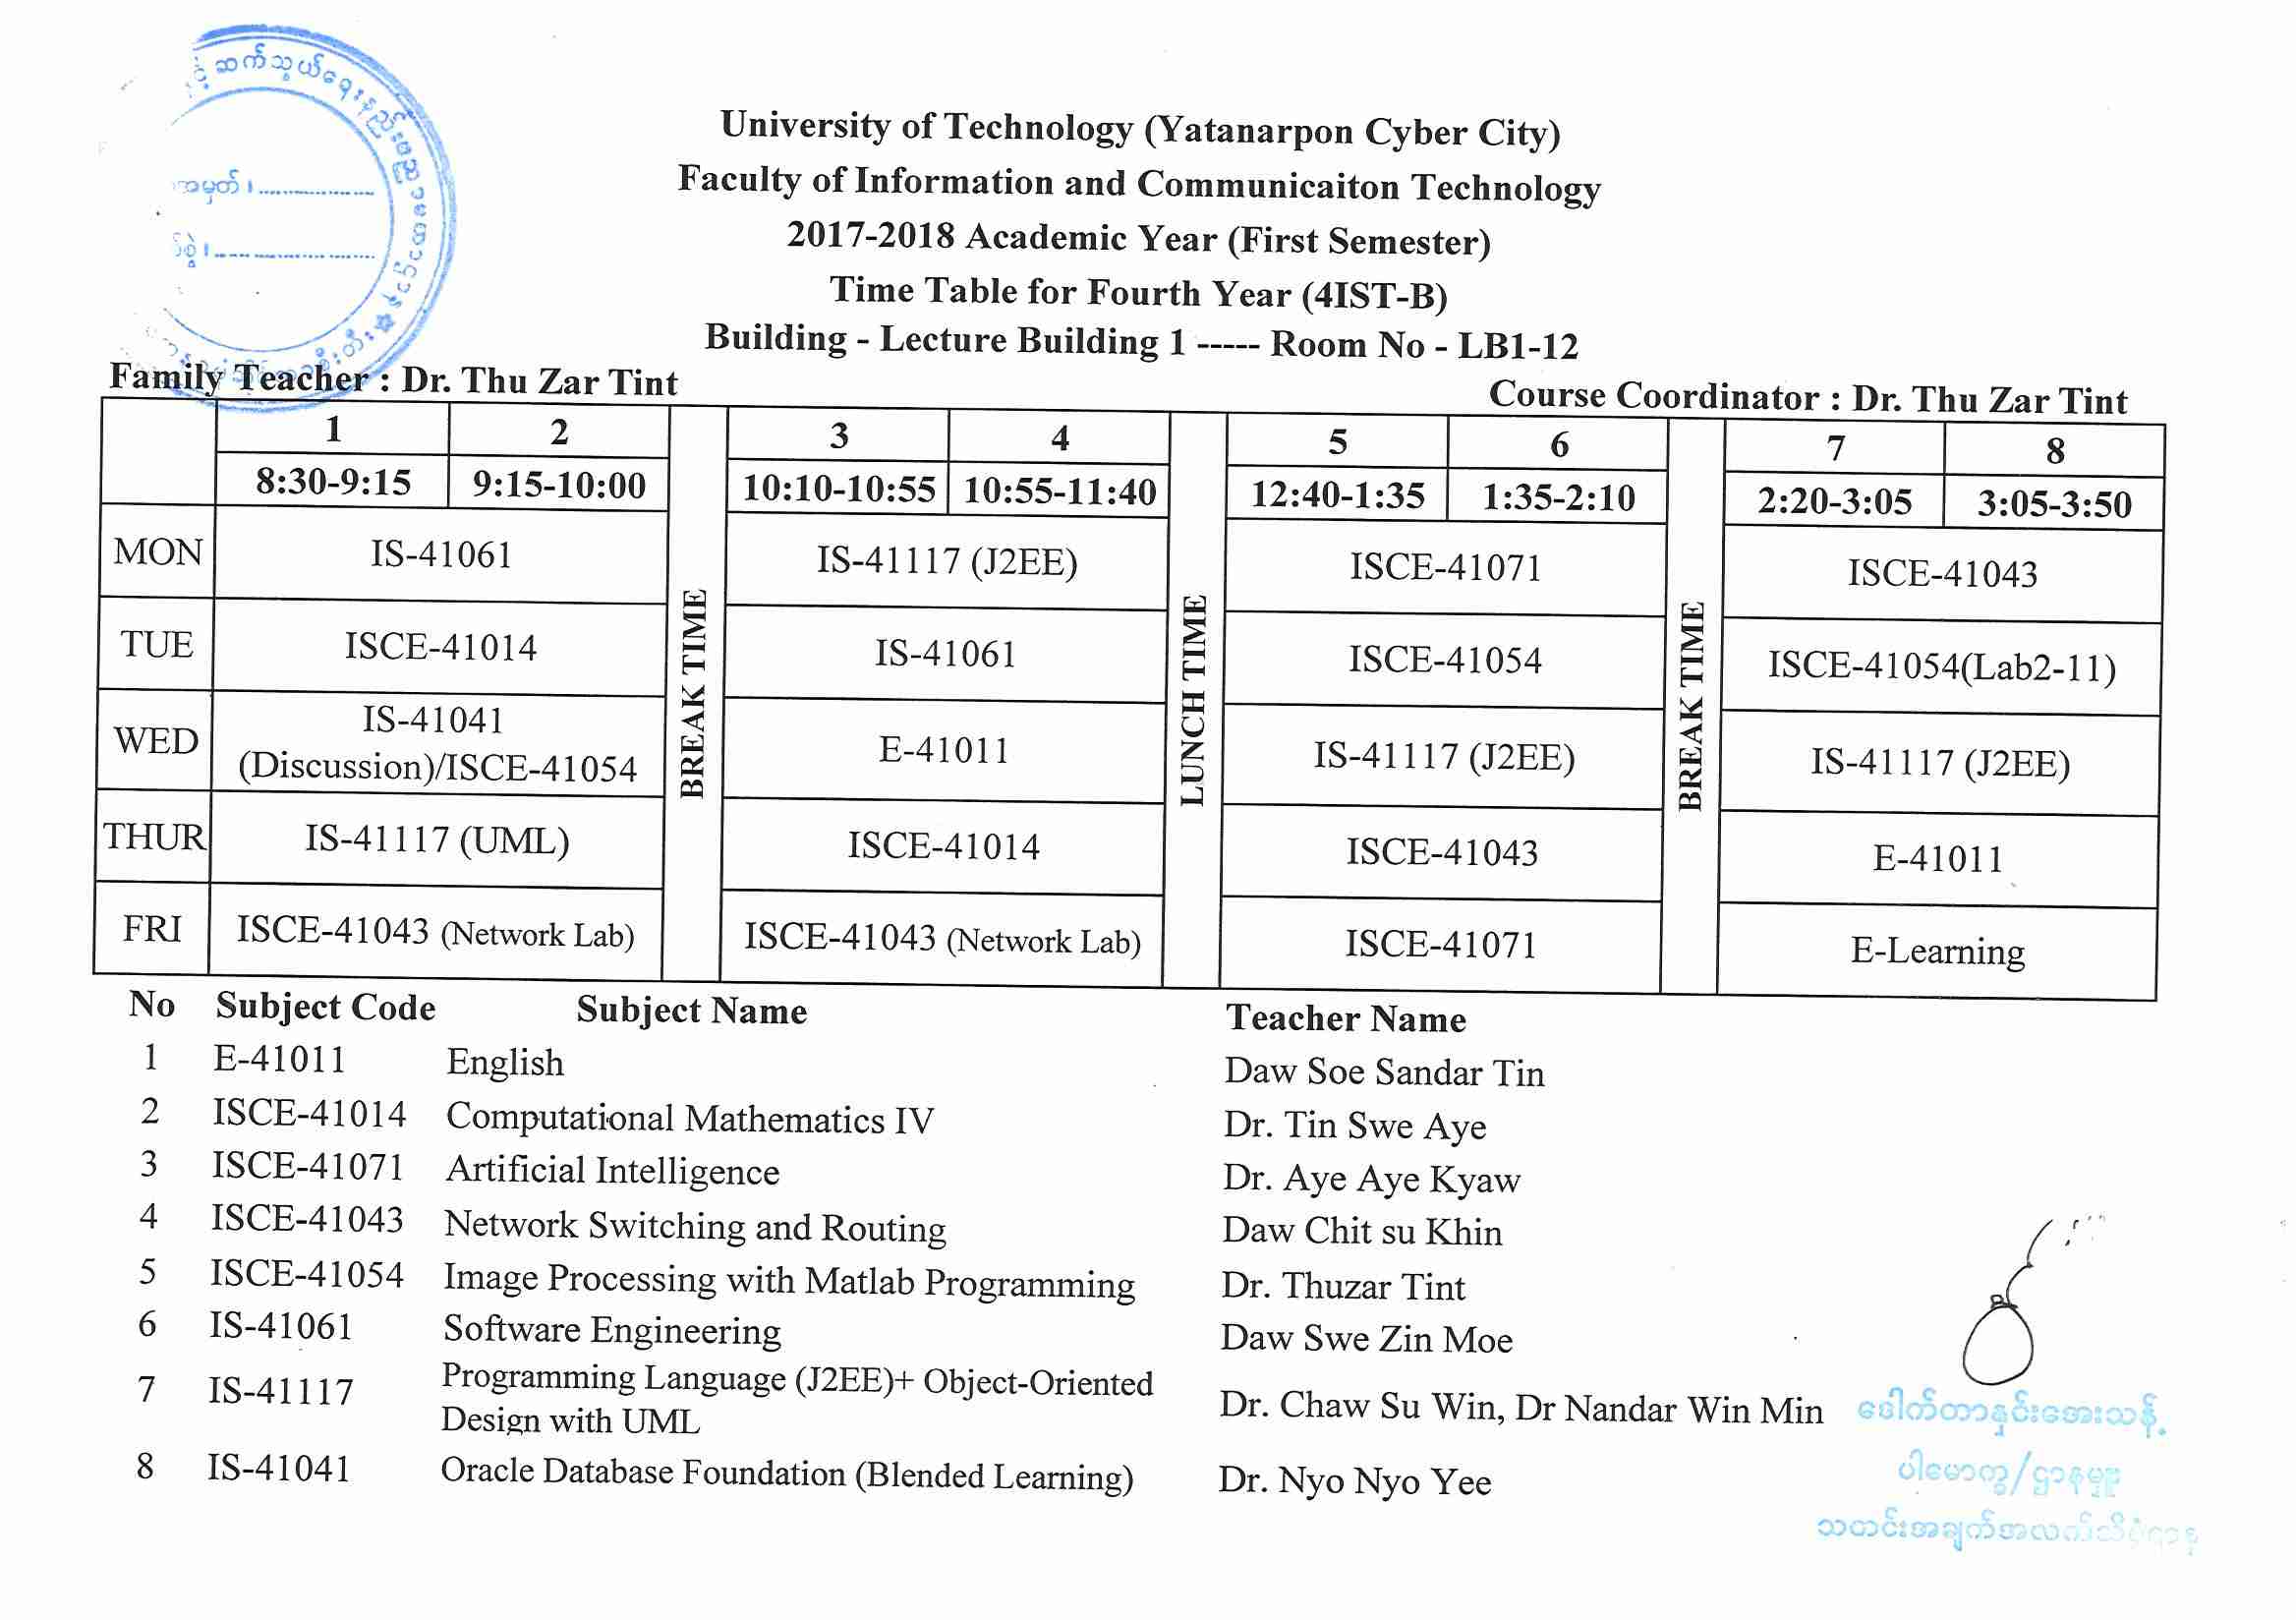 ဆက်သွယ်ရေးနည်းပညာ
အမှတ်၊
University of Technology (Yatanarpon Cyber City)
Faculty of Information and Communicaiton Technology
2017-2018 Academic Year (First Semester)
Time Table for Fourth Year (4IST-B)
Building - Lecture Building 1 ----- Room No - LB1-12
Family Teacher : Dr. Thu Zar Tint Course Coordinator : Dr. Thu Zar Tint
1 2 3 4 5 6 7 8
8:30-9:15 9:15-10:00 10:10-10:55 10:55-11:40 12:40-1:35 1:35-2:10 2:20-3:05 3:05-3:50
BREAK TIME
LUNCH TIME
BREAK TIME
MON IS-41061 IS-41117 (J2EE) ISCE-41071 ISCE-41043
TUE ISCE-41014 IS-41061 ISCE-41054 ISCE-41054(Lab2-11)
WED IS-41041
(Discussion)/ISCE-41054 E-41011 IS-41117 (J2EE) IS-41117 (J2EE)
THUR IS-41117 (UML) ISCE-41014 ISCE-41043 E-41011
FRI ISCE-41043 (Network Lab) ISCE-41043 (Network Lab) ISCE-41071 E-Learning
No Subject Code Subject Name Teacher Name
1 E-41011 English Daw Soe Sandar Tin
2 ISCE-41014 Computational Mathematics IV Dr. Tin Swe Aye
3 ISCE-41071 Artificial Intelligence Dr. Aye Aye Kyaw
4 ISCE-41043 Network Switching and Routing Daw Chit su Khin
5 ISCE-41054 Image Processing with Matlab Programming Dr. Thuzar Tint
6 IS-41061 Software Engineering Daw Swe Zin Moe
7 IS-41117 Programming Language (J2EE)+ Object-Oriented
Design with UML Dr. Chaw Su Win, Dr Nandar Win Min
8 IS-41041 Oracle Database Foundation (Blended Learning) Dr. Nyo Nyo Yee
ဒေါက်တာနှင်းအေးသန့်
ပါမောက္ခ/ဌာနမှူး
သတင်းအချက်အလက်သိပ္ပံဌာန